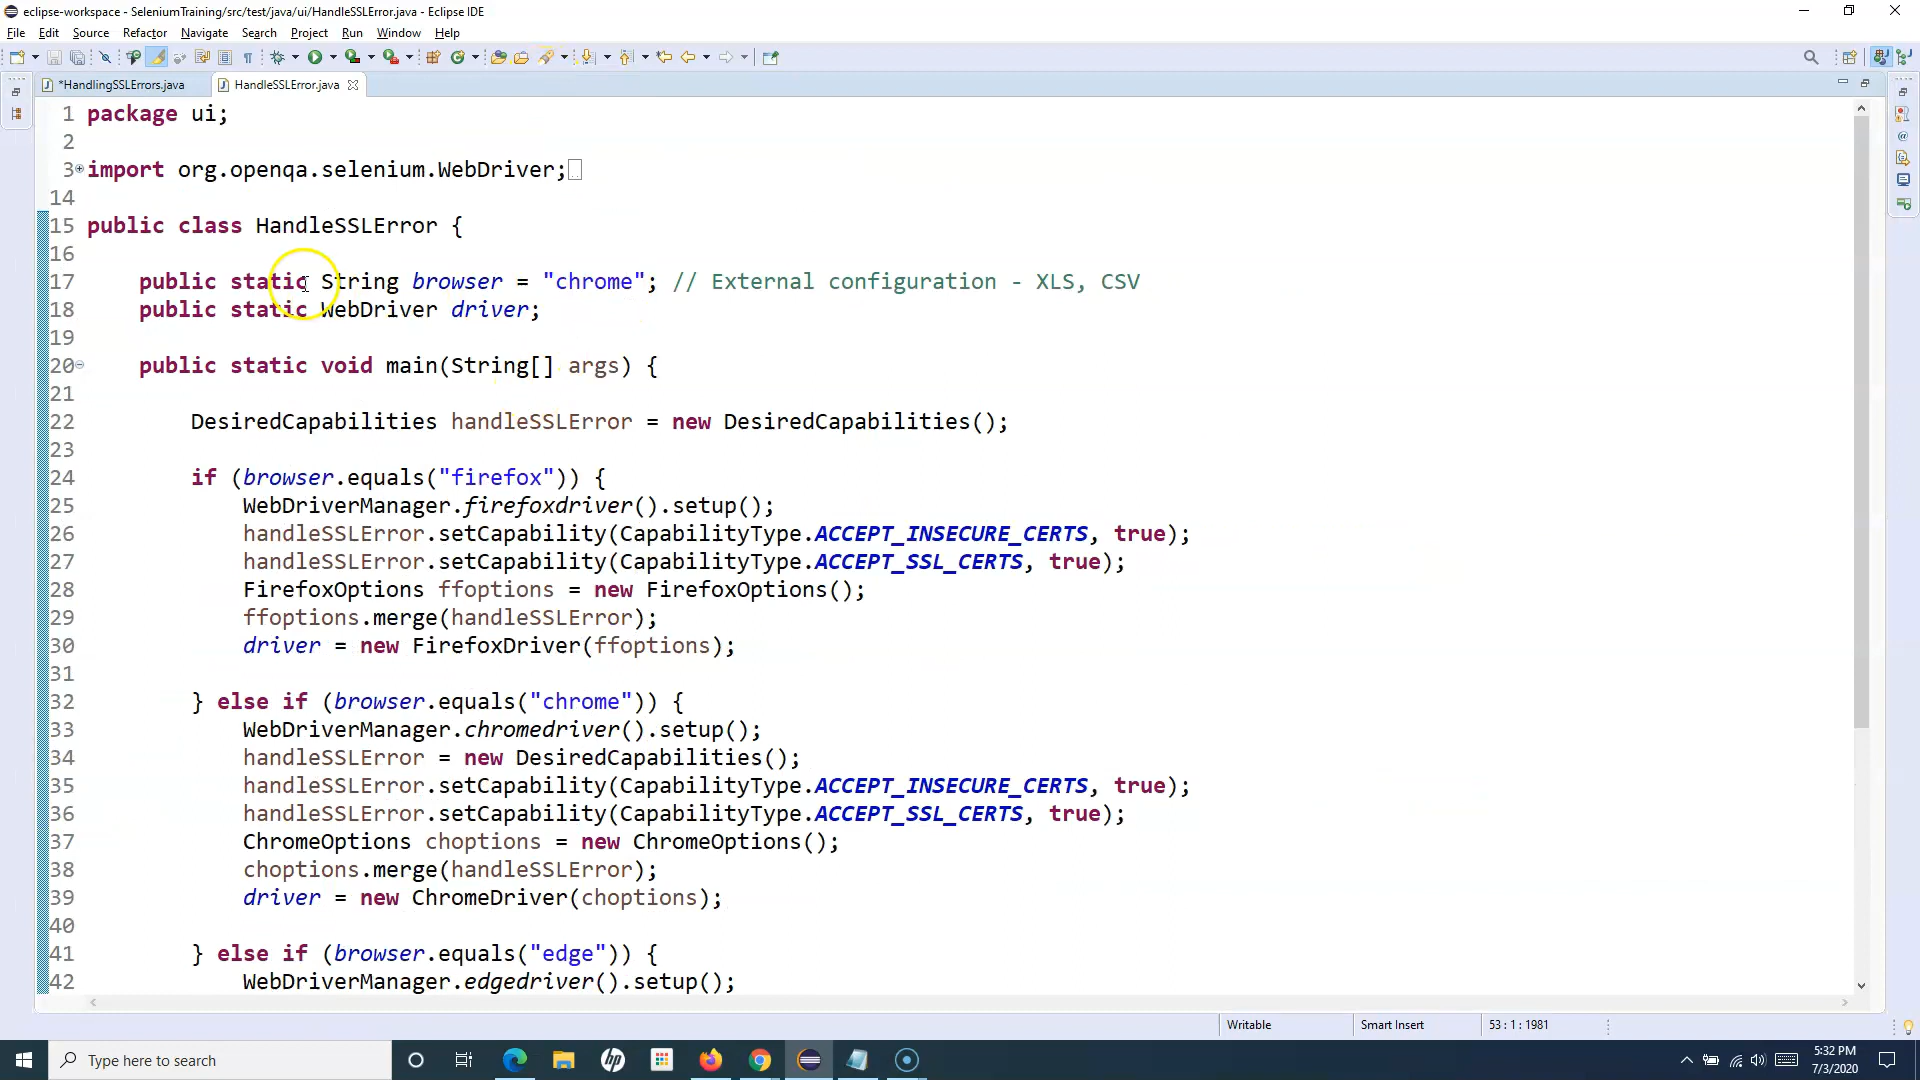 eclipse-workspace - SeleniumTraining/src/test/java/ui/HandleSSLError.java - Eclipse IDE
File Edit Source Refactor Navigate Search Project Run Window Help
*HandlingSSLErrors.java HandleSSLError.java
1 package ui;
2
3 import org.openqa.selenium.WebDriver;
14
15 public class HandleSSLError {
16
17 public static String browser = "chrome"; // External configuration - XLS, CSV
18 public static WebDriver driver;
19
20 public static void main(String[] args) {
21
22 DesiredCapabilities handleSSLError = new DesiredCapabilities();
23
24 if (browser.equals("firefox")) {
25 WebDriverManager.firefoxdriver().setup();
26 handleSSLError.setCapability(CapabilityType.ACCEPT_INSECURE_CERTS, true);
27 handleSSLError.setCapability(CapabilityType.ACCEPT_SSL_CERTS, true);
28 FirefoxOptions ffoptions = new FirefoxOptions();
29 ffoptions.merge(handleSSLError);
30 driver = new FirefoxDriver(ffoptions);
31
32 } else if (browser.equals("chrome")) {
33 WebDriverManager.chromedriver().setup();
34 handleSSLError = new DesiredCapabilities();
35 handleSSLError.setCapability(CapabilityType.ACCEPT_INSECURE_CERTS, true);
36 handleSSLError.setCapability(CapabilityType.ACCEPT_SSL_CERTS, true);
37 ChromeOptions choptions = new ChromeOptions();
38 choptions.merge(handleSSLError);
39 driver = new ChromeDriver(choptions);
40
41 } else if (browser.equals("edge")) {
42 WebDriverManager.edgedriver().setup();
Writable Smart Insert 53 : 1 : 1981
Type here to search
hp
5:32 PM
7/3/2020